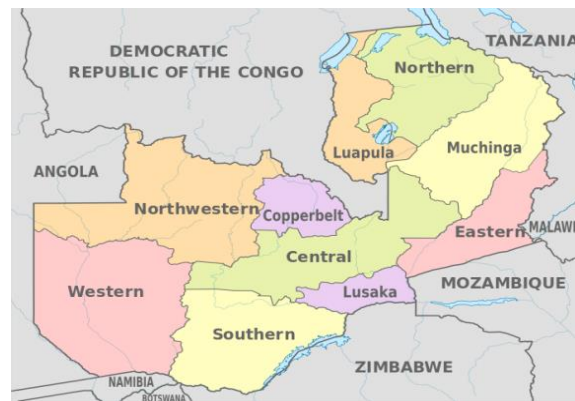 DEMOCRATIC
REPUBLIC OF THE CONGO
TANZANIA
Northern
Luapula
Muchinga
ANGOLA
Northwestern
Copperbelt
Eastern
MALAWI
Central
Western
Lusaka
MOZAMBIQUE
Southern
ZIMBABWE
NAMIBIA
BOTSWANA